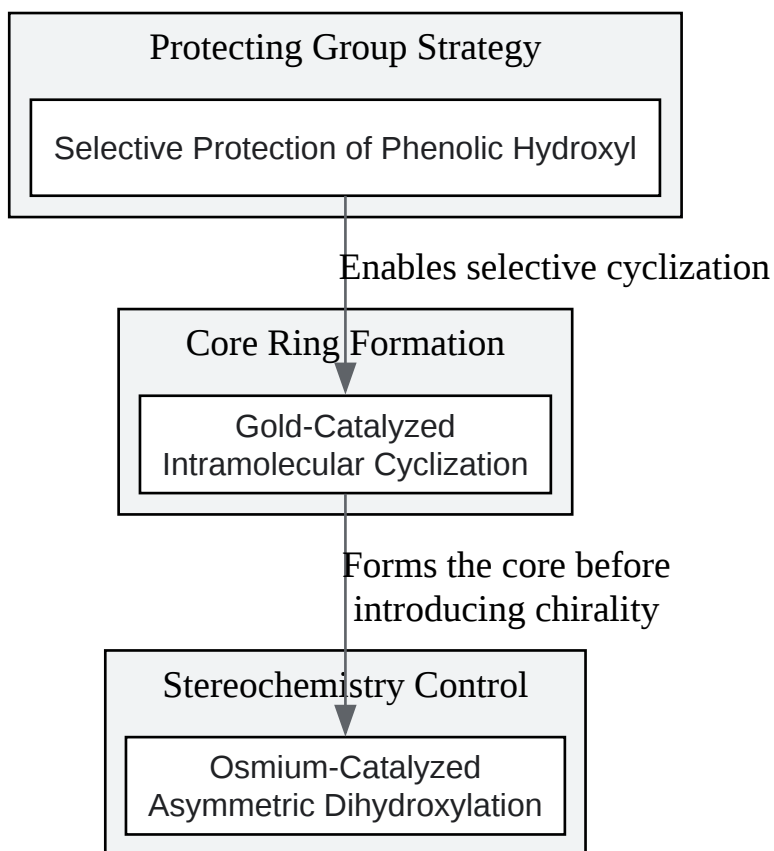 Protecting Group Strategy
Selective Protection of Phenolic Hydroxyl
Enables selective cyclization
Core Ring Formation
Gold-Catalyzed
Intramolecular Cyclization
Forms the core before
introducing chirality
Stereochemistry Control
Osmium-Catalyzed
Asymmetric Dihydroxylation